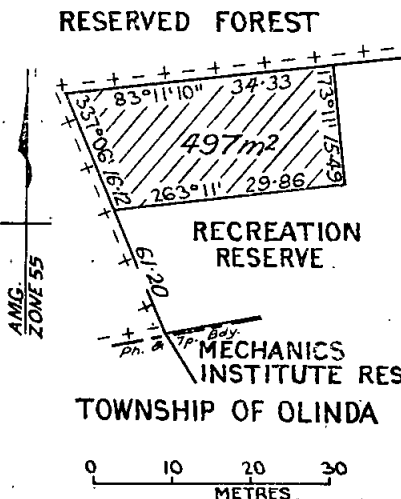 RESERVED FOREST
83°11'10" 34·33
337°06' 16·12
173°11' 15·49
497m²
263°11' 29·86
RECREATION
RESERVE
61·20
A.M.G.
ZONE 55
Ph. & Tp. Bdy.
MECHANICS
INSTITUTE RES
TOWNSHIP OF OLINDA
0 10 20 30
METRES